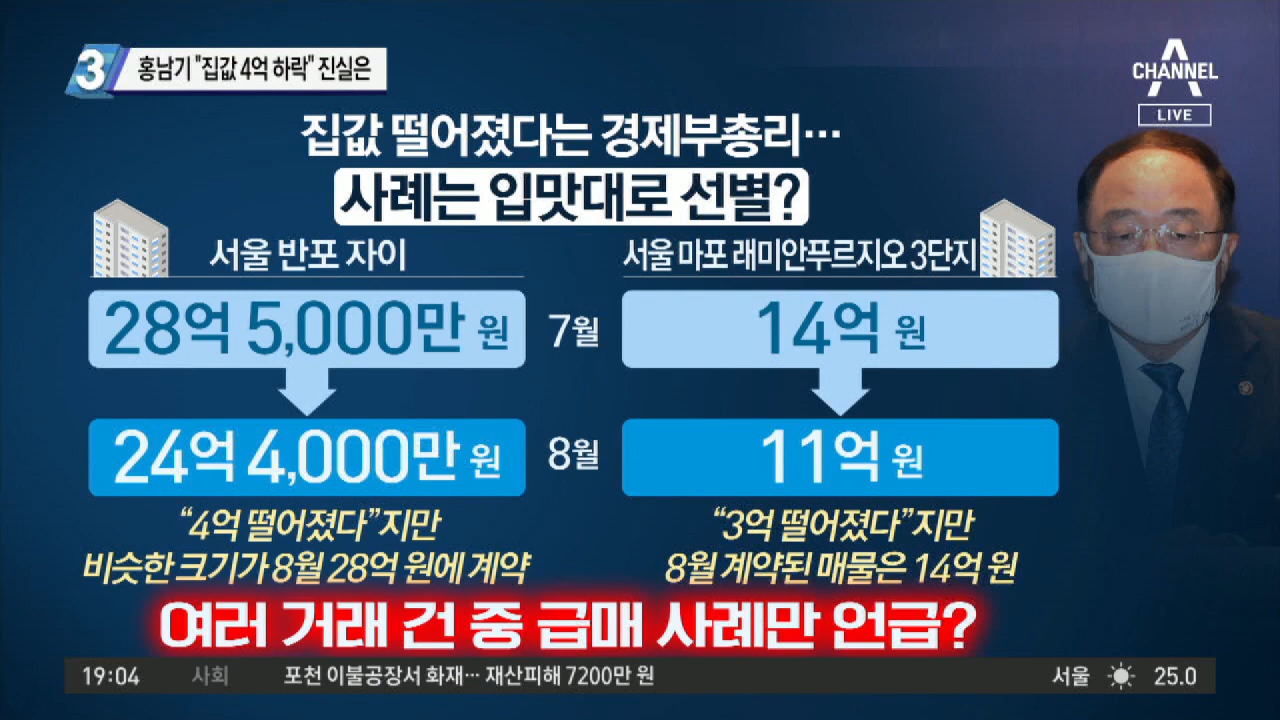 3 홍남기 "집값 4억 하락" 진실은
CHANNEL A
LIVE
집값 떨어졌다는 경제부총리…
사례는 입맛대로 선별?
서울 반포 자이
서울 마포 래미안푸르지오 3단지
28억 5,000만 원 7월 14억 원
24억 4,000만 원 8월 11억 원
“4억 떨어졌다”지만
비슷한 크기가 8월 28억 원에 계약
“3억 떨어졌다”지만
8월 계약된 매물은 14억 원
여러 거래 건 중 급매 사례만 언급?
19:04 사회 포천 이불공장서 화재… 재산피해 7200만 원 서울 25.0